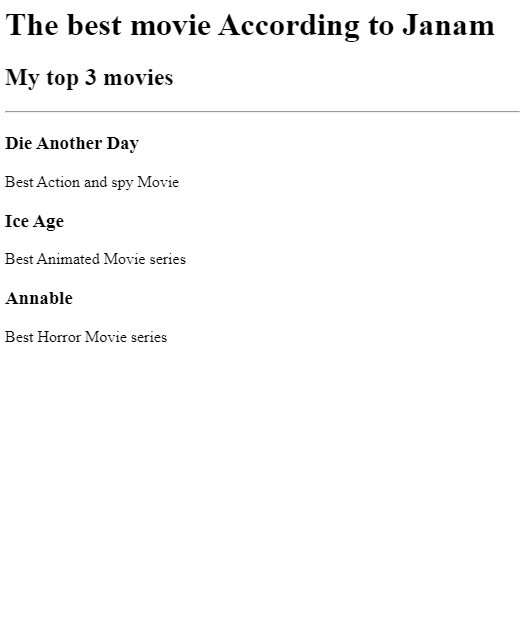 The best movie According to Janam
My top 3 movies
Die Another Day
Best Action and spy Movie
Ice Age
Best Animated Movie series
Annable
Best Horror Movie series